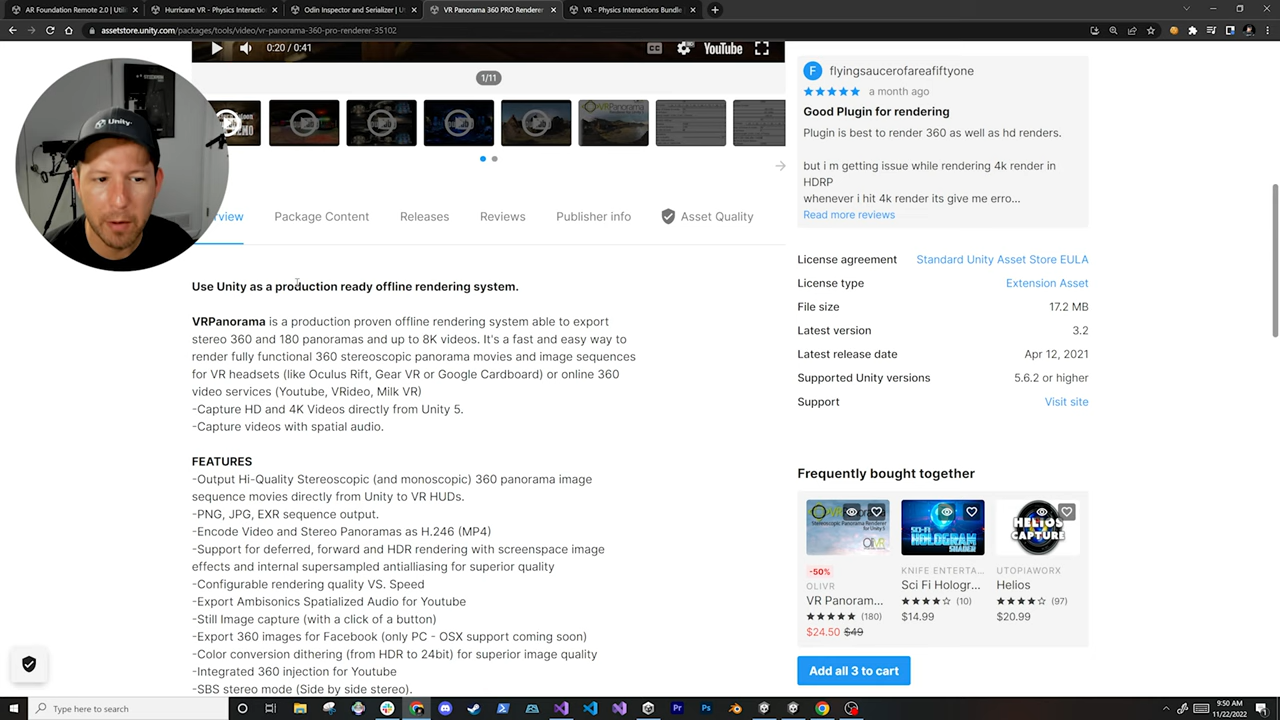 AR Foundation Remote 2.0 | Utili
Hurricane VR - Physics Interacti
Odin Inspector and Serializer | Ut
VR Panorama 360 PRO Renderer
VR - Physics Interactions Bundle
assetstore.unity.com/packages/tools/video/vr-panorama-360-pro-renderer-35102
0:20 / 0:41
CC
YouTube
1/11
Unity
Overview
Package Content
Releases
Reviews
Publisher info
Asset Quality
Use Unity as a production ready offline rendering system.
VRPanorama is a production proven offline rendering system able to export
stereo 360 and 180 panoramas and up to 8K videos. It's a fast and easy way to
render fully functional 360 stereoscopic panorama movies and image sequences
for VR headsets (like Oculus Rift, Gear VR or Google Cardboard) or online 360
video services (Youtube, VRideo, Milk VR)
-Capture HD and 4K Videos directly from Unity 5.
-Capture videos with spatial audio.
FEATURES
-Output Hi-Quality Stereoscopic (and monoscopic) 360 panorama image
sequence movies directly from Unity to VR HUDs.
-PNG, JPG, EXR sequence output.
-Encode Video and Stereo Panoramas as H.246 (MP4)
-Support for deferred, forward and HDR rendering with screenspace image
effects and internal supersampled antialliasing for superior quality
-Configurable rendering quality VS. Speed
-Export Ambisonics Spatialized Audio for Youtube
-Still Image capture (with a click of a button)
-Export 360 images for Facebook (only PC - OSX support coming soon)
-Color conversion dithering (from HDR to 24bit) for superior image quality
-Integrated 360 injection for Youtube
-SBS stereo mode (Side by side stereo).
F
flyingsaucerofareafiftyone
a month ago
Good Plugin for rendering
Plugin is best to render 360 as well as hd renders.
but i m getting issue while rendering 4k render in
HDRP
whenever i hit 4k render its give me erro...
Read more reviews
License agreement Standard Unity Asset Store EULA
License type Extension Asset
File size 17.2 MB
Latest version 3.2
Latest release date Apr 12, 2021
Supported Unity versions 5.6.2 or higher
Support Visit site
Frequently bought together
HELIOS
CAPTURE
-50%
OLIVR
VR Panoram...
(180)
$24.50 $49
KNIFE ENTERTA...
Sci Fi Hologr...
(10)
$14.99
UTOPIAWORX
Helios
(97)
$20.99
Add all 3 to cart
Type here to search
9:50 AM
11/22/2022